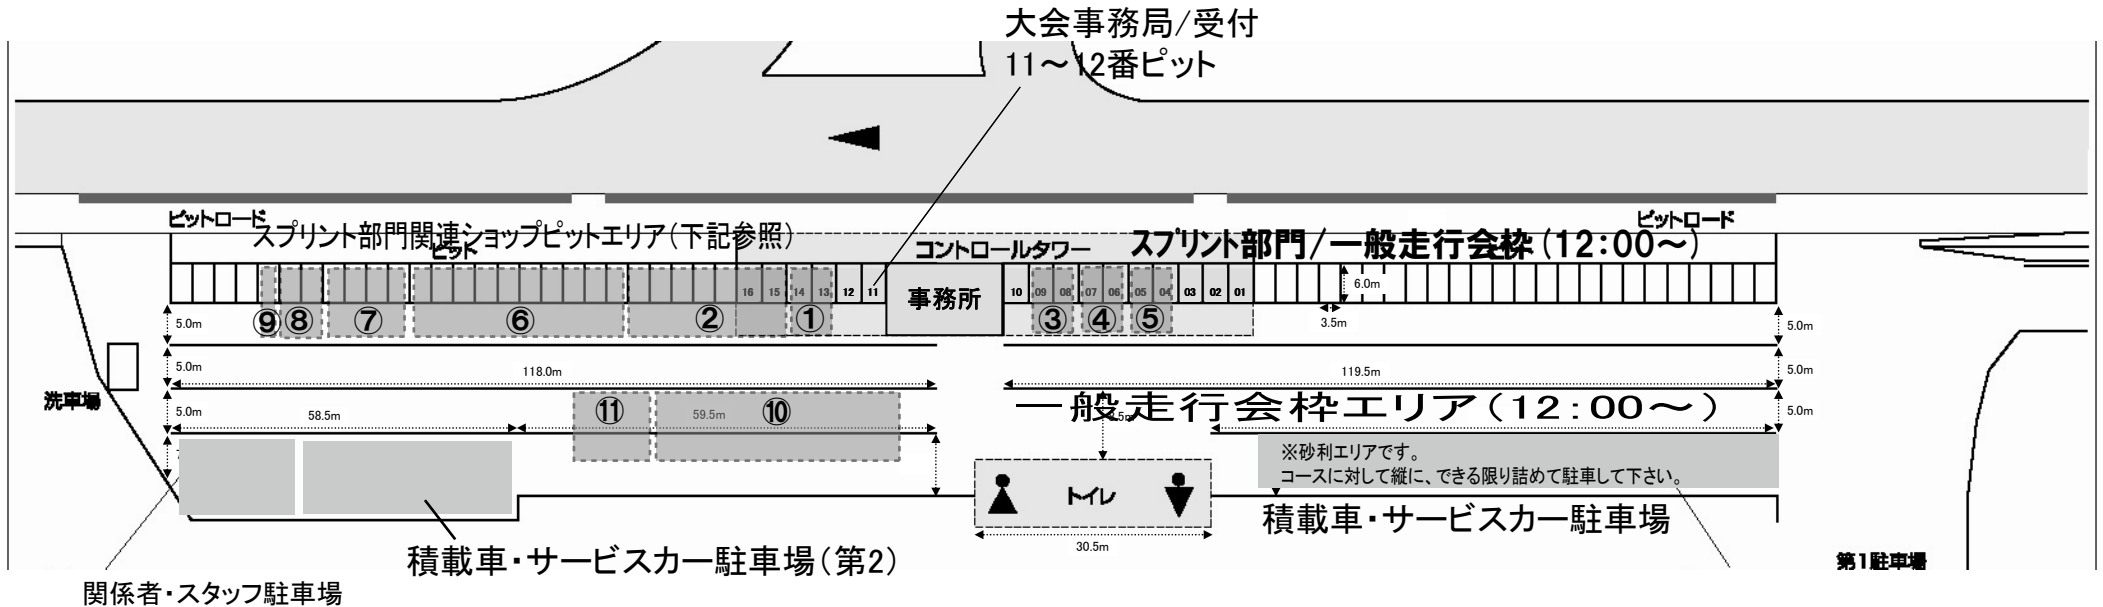 大会事務局/受付
11～12番ピット
ピットロード
ピットロード
スプリント部門関連ショップピットエリア(下記参照)
ピット
コントロールタワー
スプリント部門/一般走行会枠(12:00～)
16 15 14 13 12 11
事務所
10 09 08 07 06 05 04 03 02 01
6.0m
3.5m
⑨ ⑧ ⑦ ⑥ ② ① ③ ④ ⑤
5.0m
5.0m
5.0m
118.0m
119.5m
5.0m
洗車場
5.0m
58.5m
⑪
59.5m
⑩
一般走行会枠エリア(12:00～)
5.0m
※砂利エリアです。
コースに対して縦に、できる限り詰めて駐車して下さい。
トイレ
積載車・サービスカー駐車場
30.5m
積載車・サービスカー駐車場(第2)
第1駐車場
関係者・スタッフ駐車場